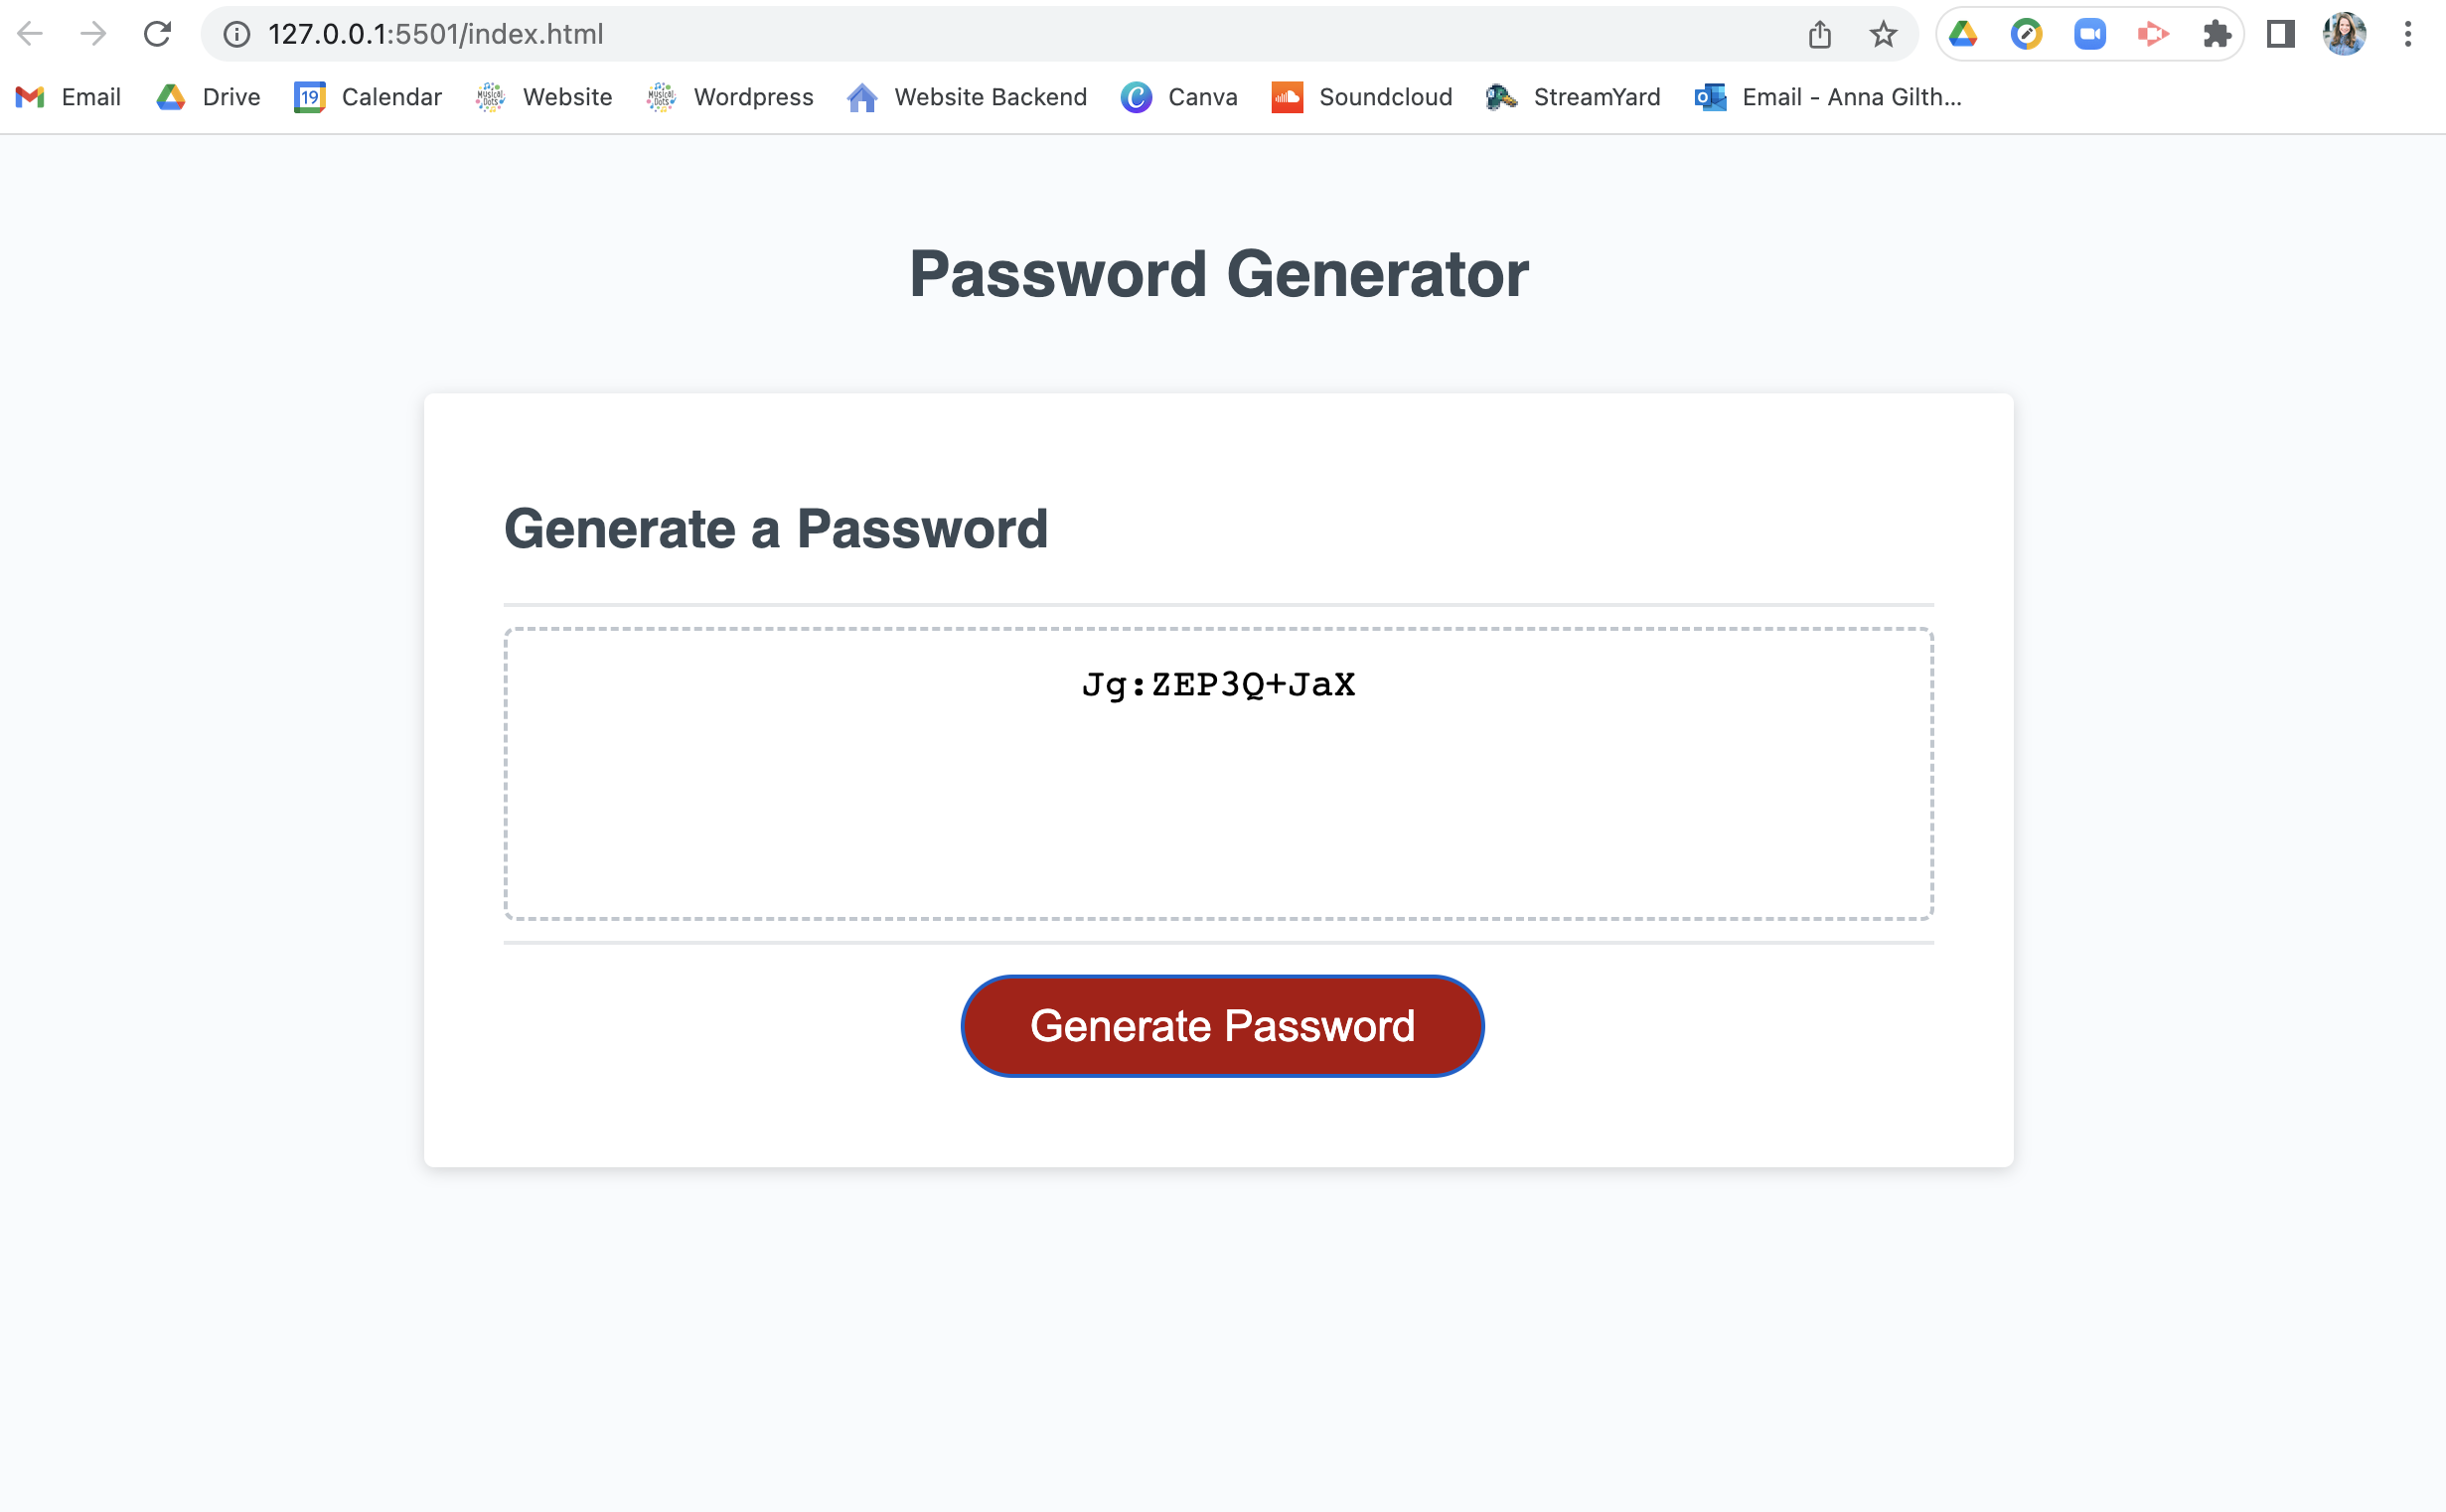 127.0.0.1:5501/index.html
Email Drive 19 Calendar Website Wordpress Website Backend Canva Soundcloud StreamYard Email - Anna Gilth...
Password Generator
Generate a Password
Jg:ZEP3Q+JaX
Generate Password